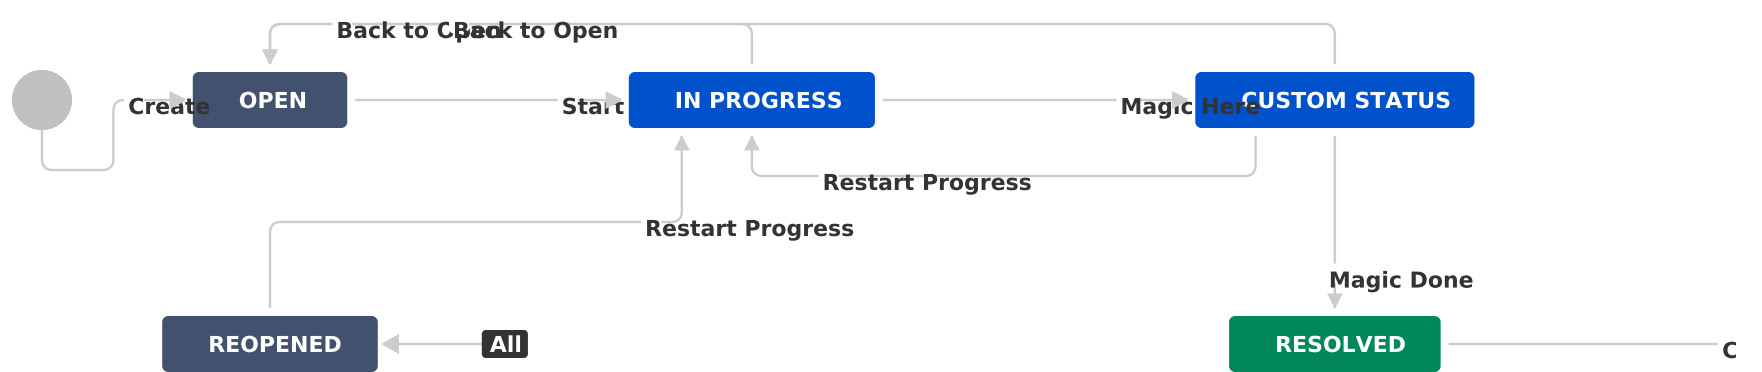 Back to Open
Back to Open
Create
OPEN
Start
IN PROGRESS
Magic Here
CUSTOM STATUS
Restart Progress
Restart Progress
Magic Done
REOPENED
All
RESOLVED